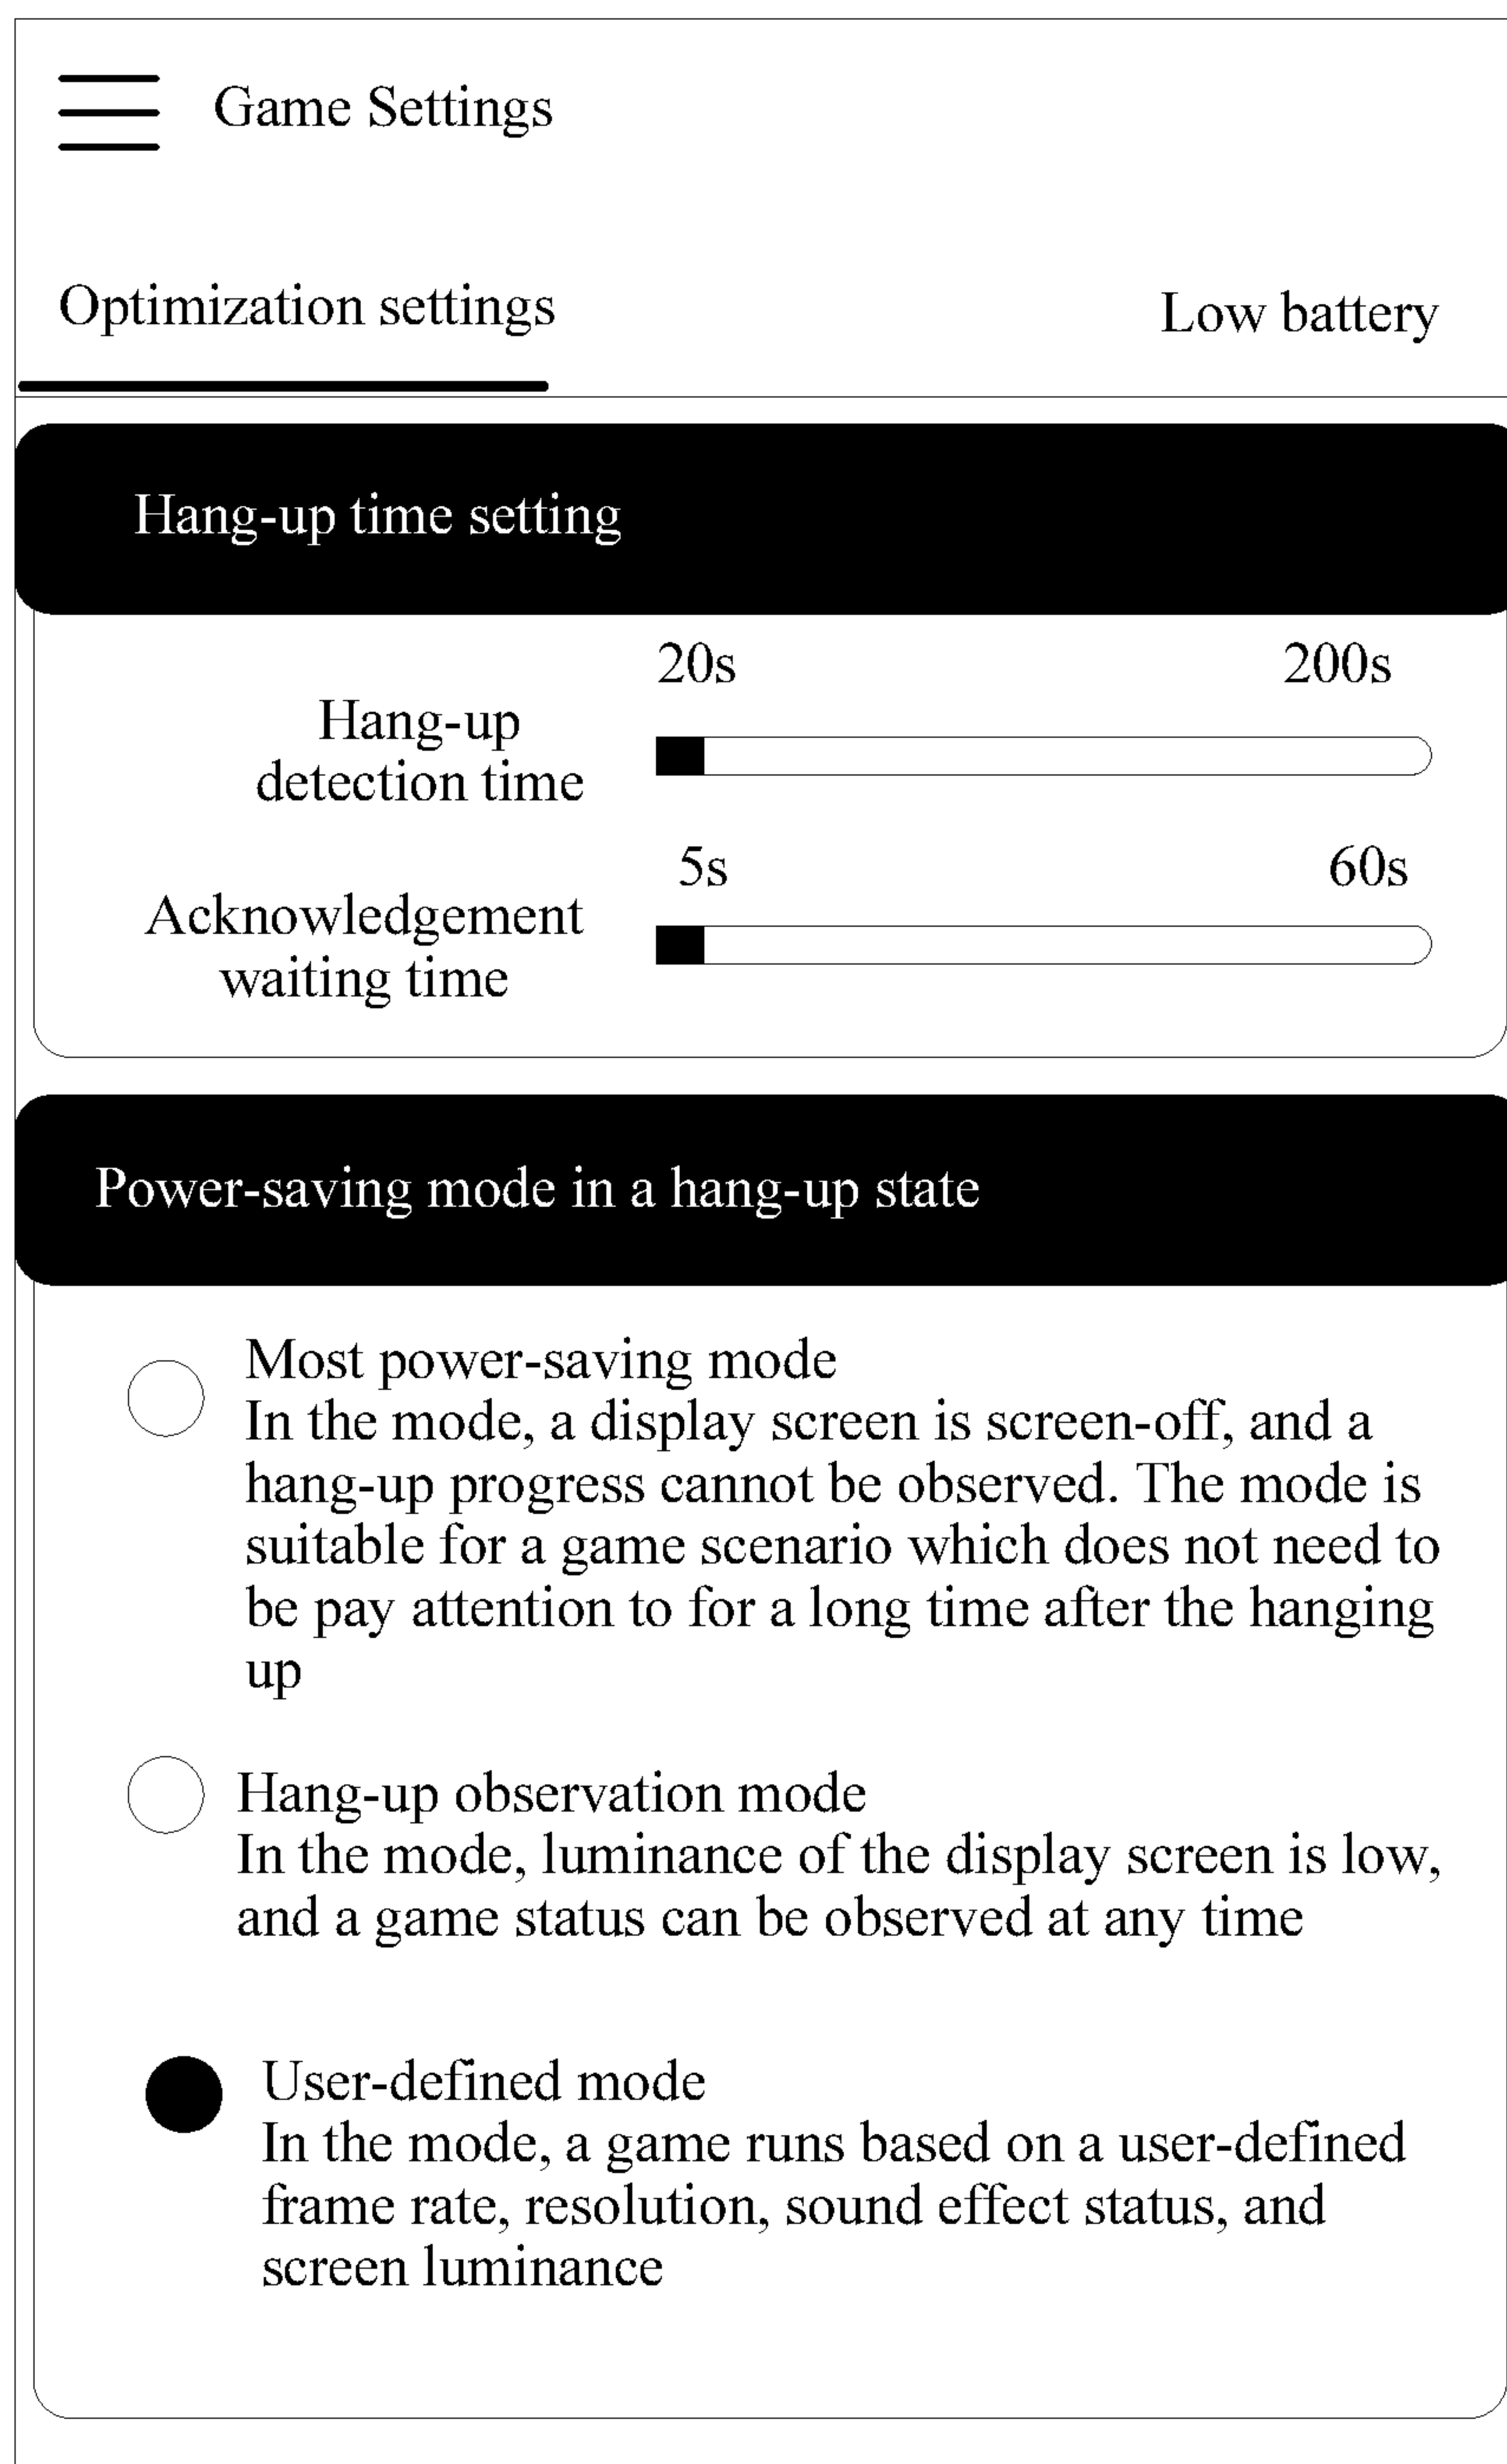 Game Settings
Optimization settings
Low battery
Hang-up time setting
20s
200s
Hang-up
detection time
5s
60s
Acknowledgement
waiting time
Power-saving mode in a hang-up state
Most power-saving mode
In the mode, a display screen is screen-off, and a
hang-up progress cannot be observed. The mode is
suitable for a game scenario which does not need to
be pay attention to for a long time after the hanging
up
Hang-up observation mode
In the mode, luminance of the display screen is low,
and a game status can be observed at any time
User-defined mode
In the mode, a game runs based on a user-defined
frame rate, resolution, sound effect status, and
screen luminance